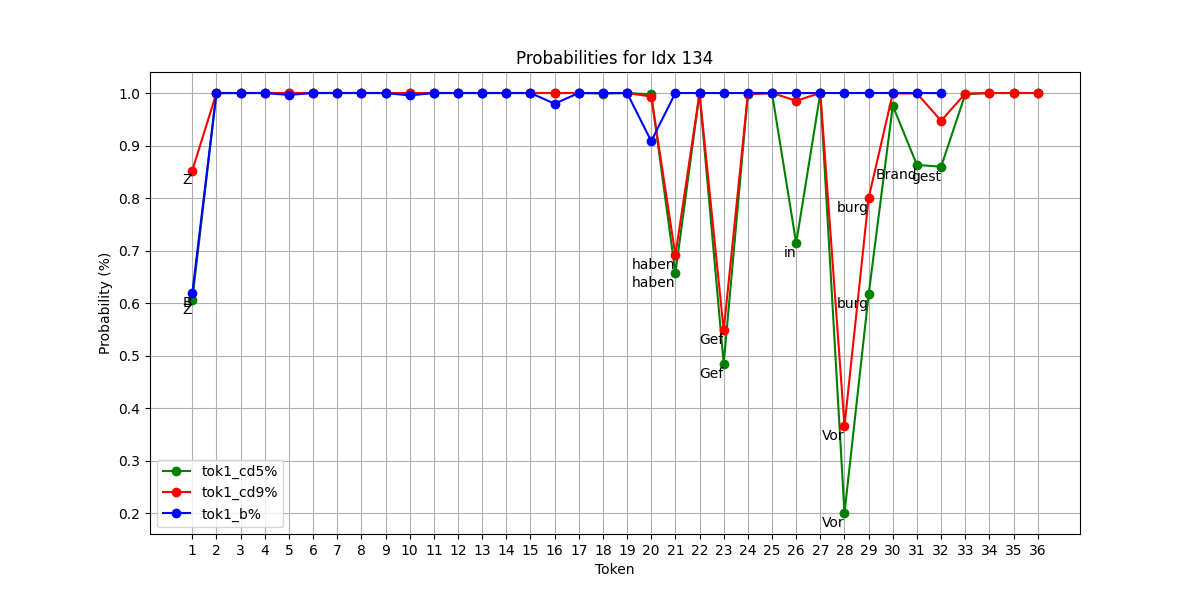 Probabilities for Idx 134
Probability (%)
1.0
0.9
0.8
0.7
0.6
0.5
0.4
0.3
0.2
Z
B
Z
haben
haben
Gef
Gef
in
Vor
Vor
burg
burg
Brand
gest
tok1_cd5%
tok1_cd9%
tok1_b%
1 2 3 4 5 6 7 8 9 10 11 12 13 14 15 16 17 18 19 20 21 22 23 24 25 26 27 28 29 30 31 32 33 34 35 36
Token